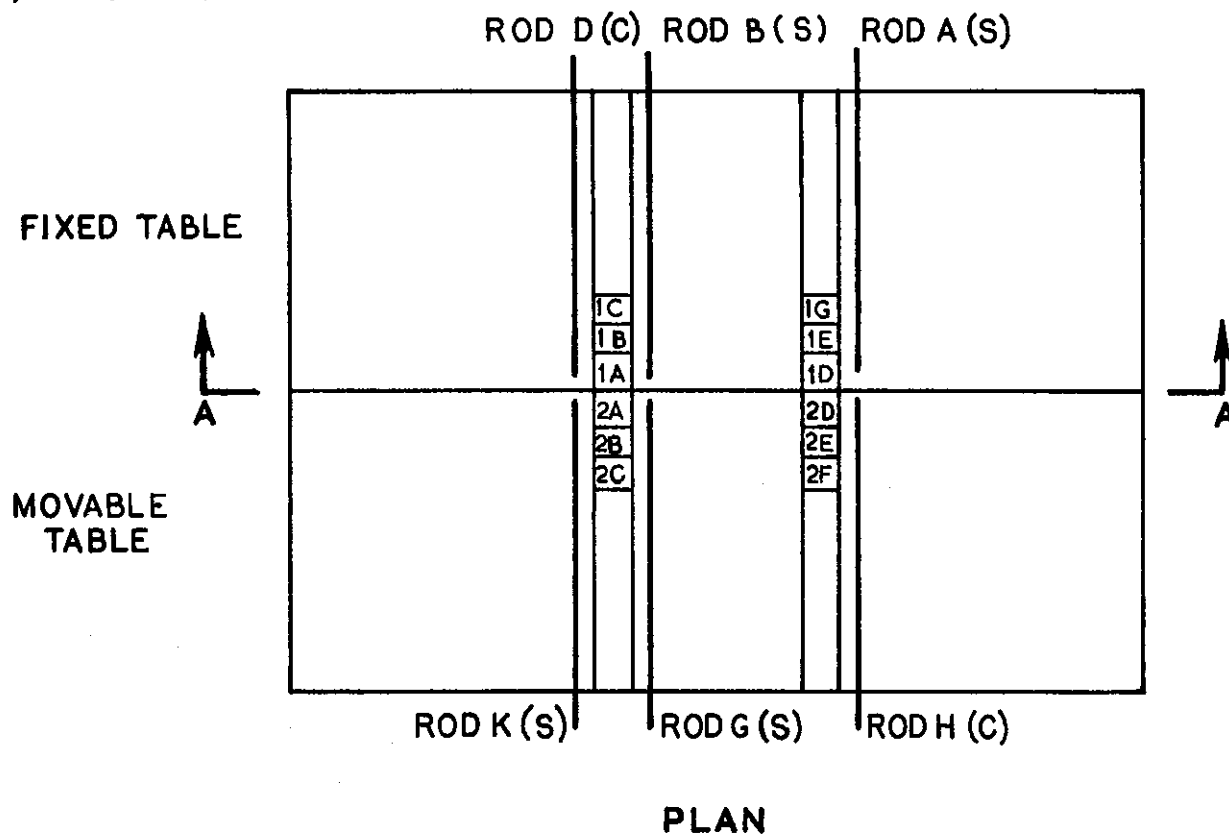 ROD D(C) ROD B(S) ROD A(S)
FIXED TABLE
1C 1G
1B 1E
1A 1D
A A
2A 2D
2B 2E
2C 2F
MOVABLE
TABLE
ROD K(S) ROD G(S) ROD H(C)
PLAN